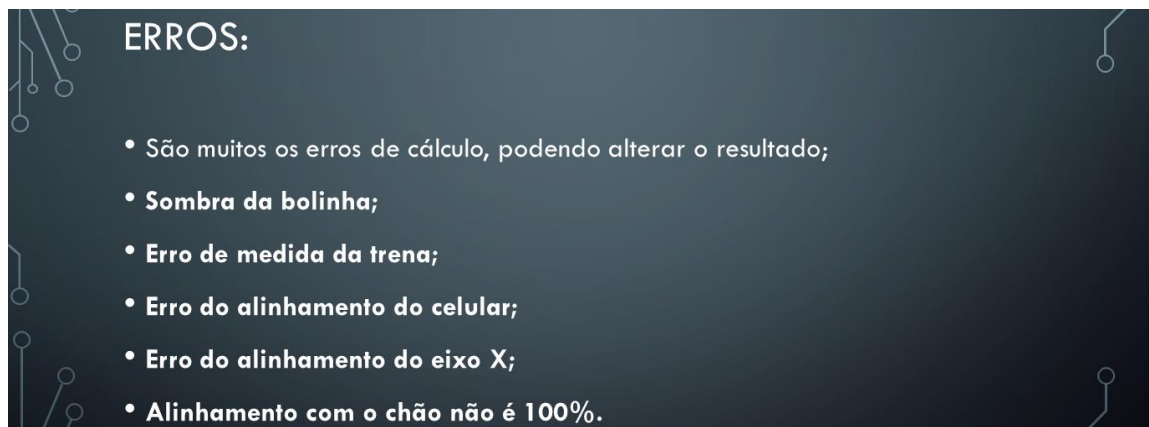 ERROS:
• São muitos os erros de cálculo, podendo alterar o resultado;
• Sombra da bolinha;
• Erro de medida da trena;
• Erro do alinhamento do celular;
• Erro do alinhamento do eixo X;
• Alinhamento com o chão não é 100%.